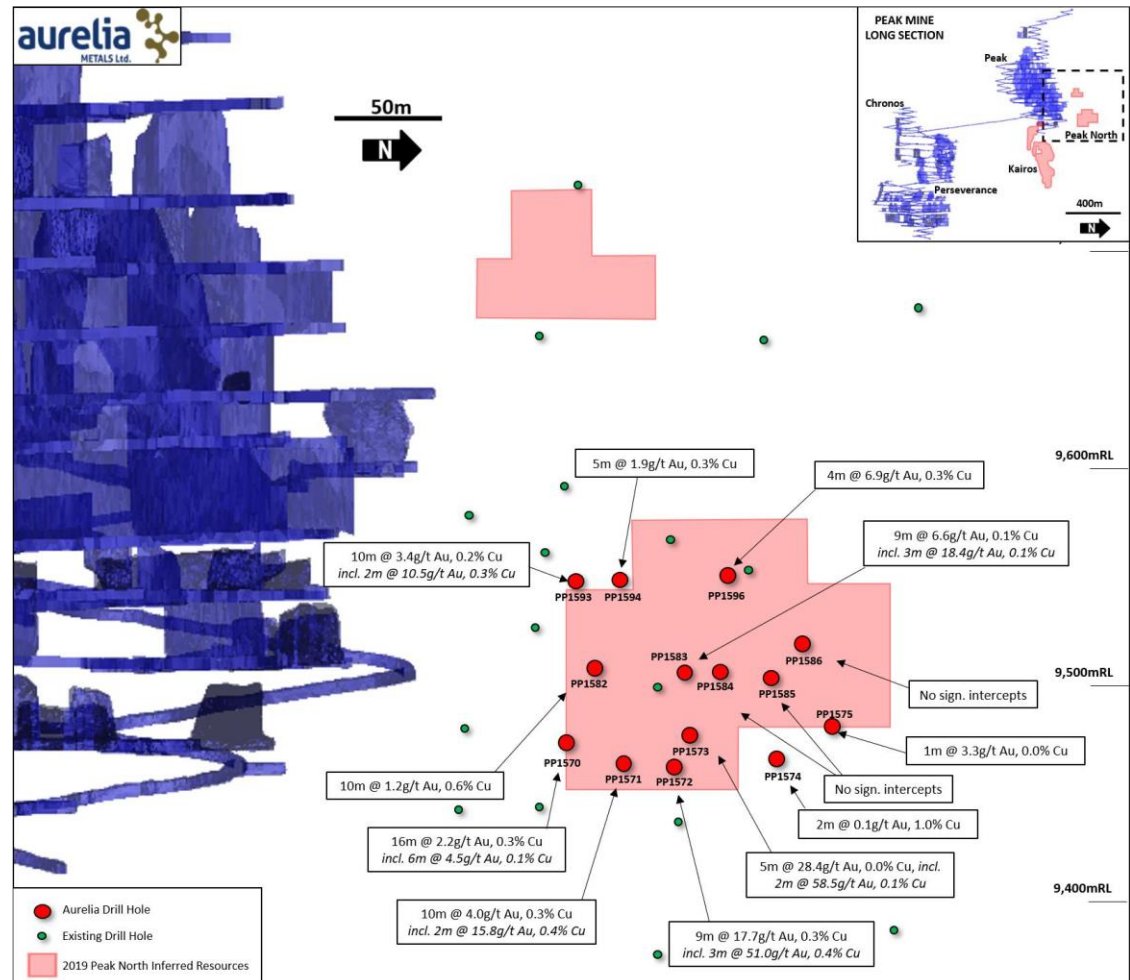 aurelia
METALS Ltd.
50m
N
PEAK MINE
LONG SECTION
Peak
Chronos
Peak North
Kairos
Perseverance
400m
N
9,600mRL
5m @ 1.9g/t Au, 0.3% Cu
4m @ 6.9g/t Au, 0.3% Cu
9m @ 6.6g/t Au, 0.1% Cu
incl. 3m @ 18.4g/t Au, 0.1% Cu
10m @ 3.4g/t Au, 0.2% Cu
incl. 2m @ 10.5g/t Au, 0.3% Cu
PP1593
PP1594
PP1596
PP1583
PP1586
PP1582
PP1584
PP1585
9,500mRL
No sign. intercepts
PP1575
PP1573
1m @ 3.3g/t Au, 0.0% Cu
PP1570
PP1571
PP1572
PP1574
10m @ 1.2g/t Au, 0.6% Cu
No sign. intercepts
2m @ 0.1g/t Au, 1.0% Cu
16m @ 2.2g/t Au, 0.3% Cu
incl. 6m @ 4.5g/t Au, 0.1% Cu
5m @ 28.4g/t Au, 0.0% Cu, incl.
2m @ 58.5g/t Au, 0.1% Cu
9,400mRL
10m @ 4.0g/t Au, 0.3% Cu
incl. 2m @ 15.8g/t Au, 0.4% Cu
9m @ 17.7g/t Au, 0.3% Cu
incl. 3m @ 51.0g/t Au, 0.4% Cu
Aurelia Drill Hole
Existing Drill Hole
2019 Peak North Inferred Resources